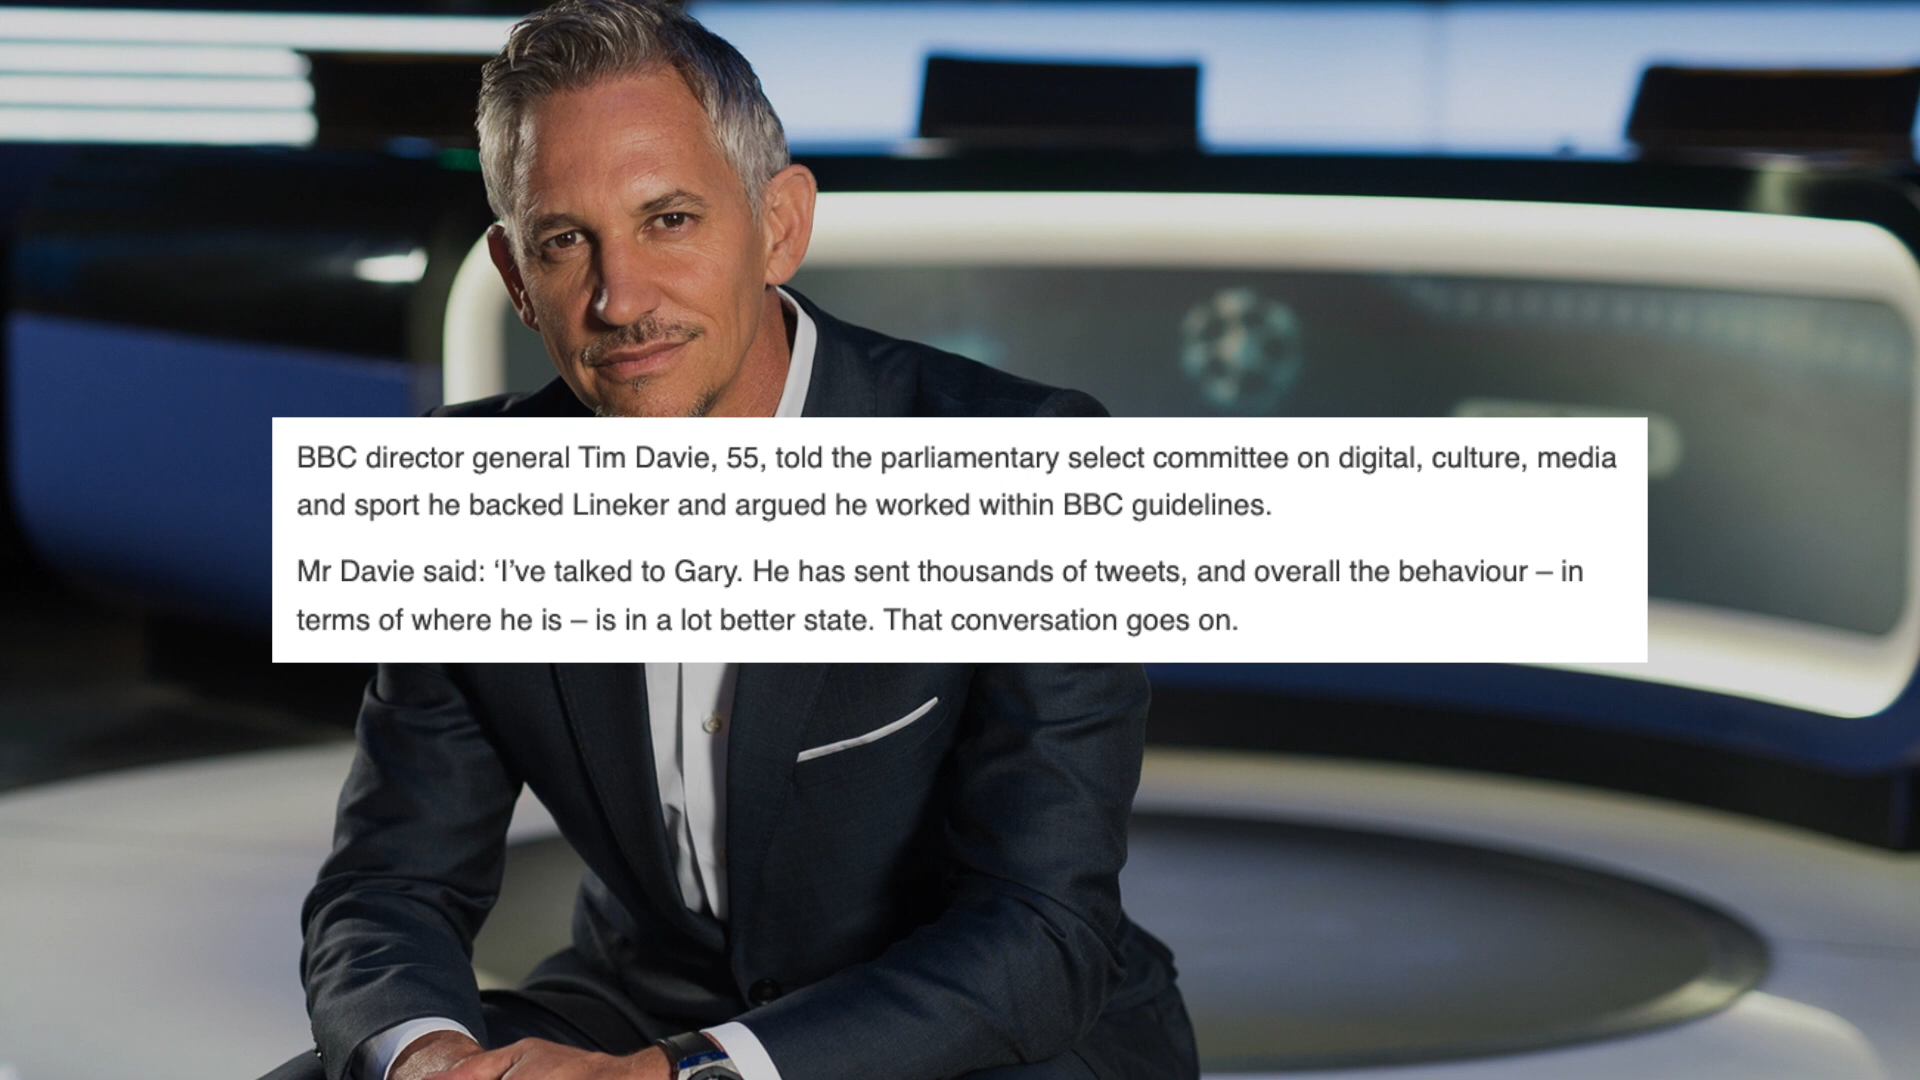 BBC director general Tim Davie, 55, told the parliamentary select committee on digital, culture, media
and sport he backed Lineker and argued he worked within BBC guidelines.
Mr Davie said: ‘I’ve talked to Gary. He has sent thousands of tweets, and overall the behaviour – in
terms of where he is – is in a lot better state. That conversation goes on.